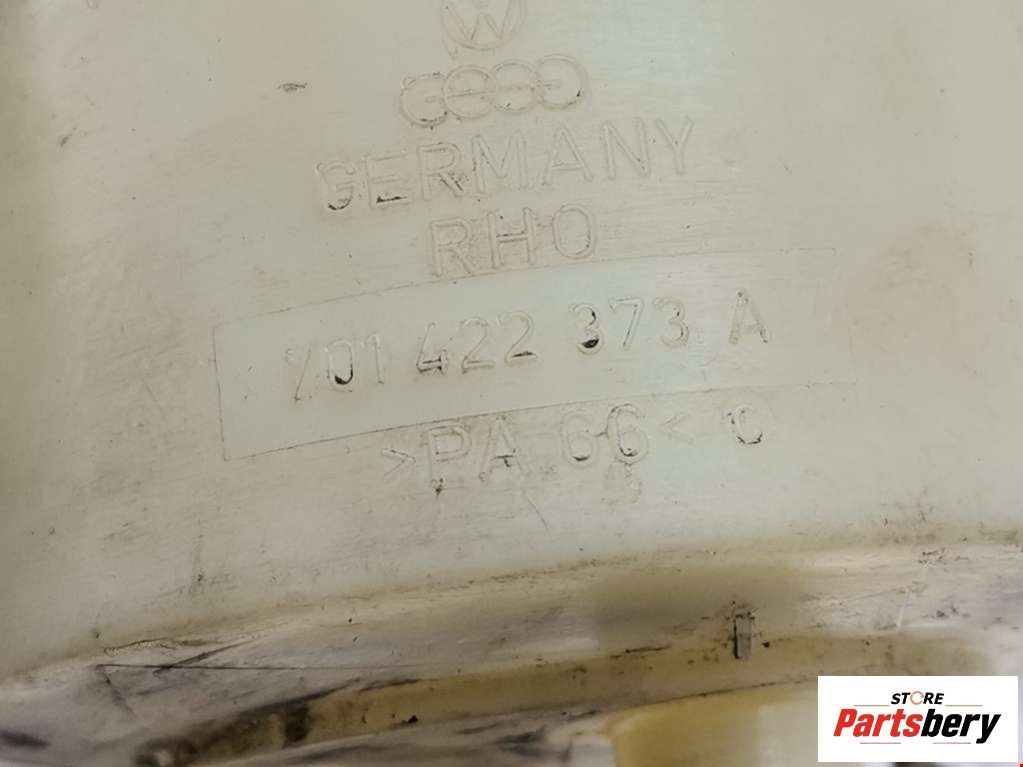 GERMANY
RHO
701 422 373 A
>PA 66< C
STORE
Partsbery